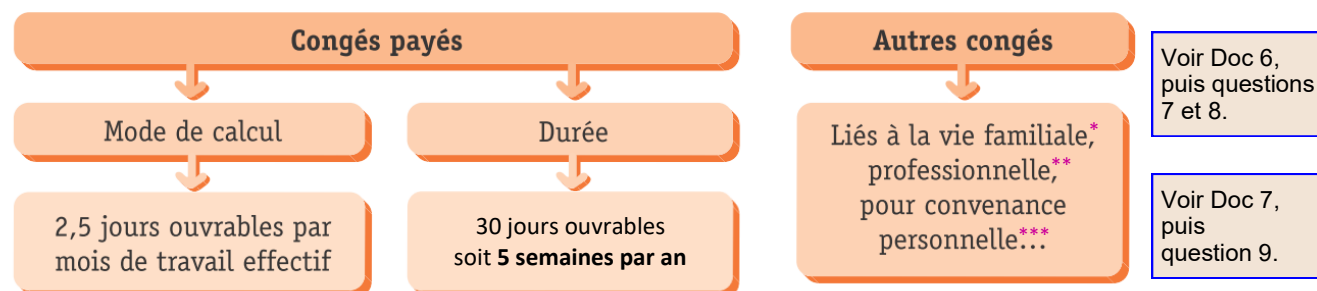 Congés payés
Mode de calcul
2,5 jours ouvrables par
mois de travail effectif
Durée
30 jours ouvrables
soit 5 semaines par an
Autres congés
Liés à la vie familiale,*
professionnelle,**
pour convenance
personnelle***...
Voir Doc 6,
puis questions
7 et 8.
Voir Doc 7,
puis
question 9.